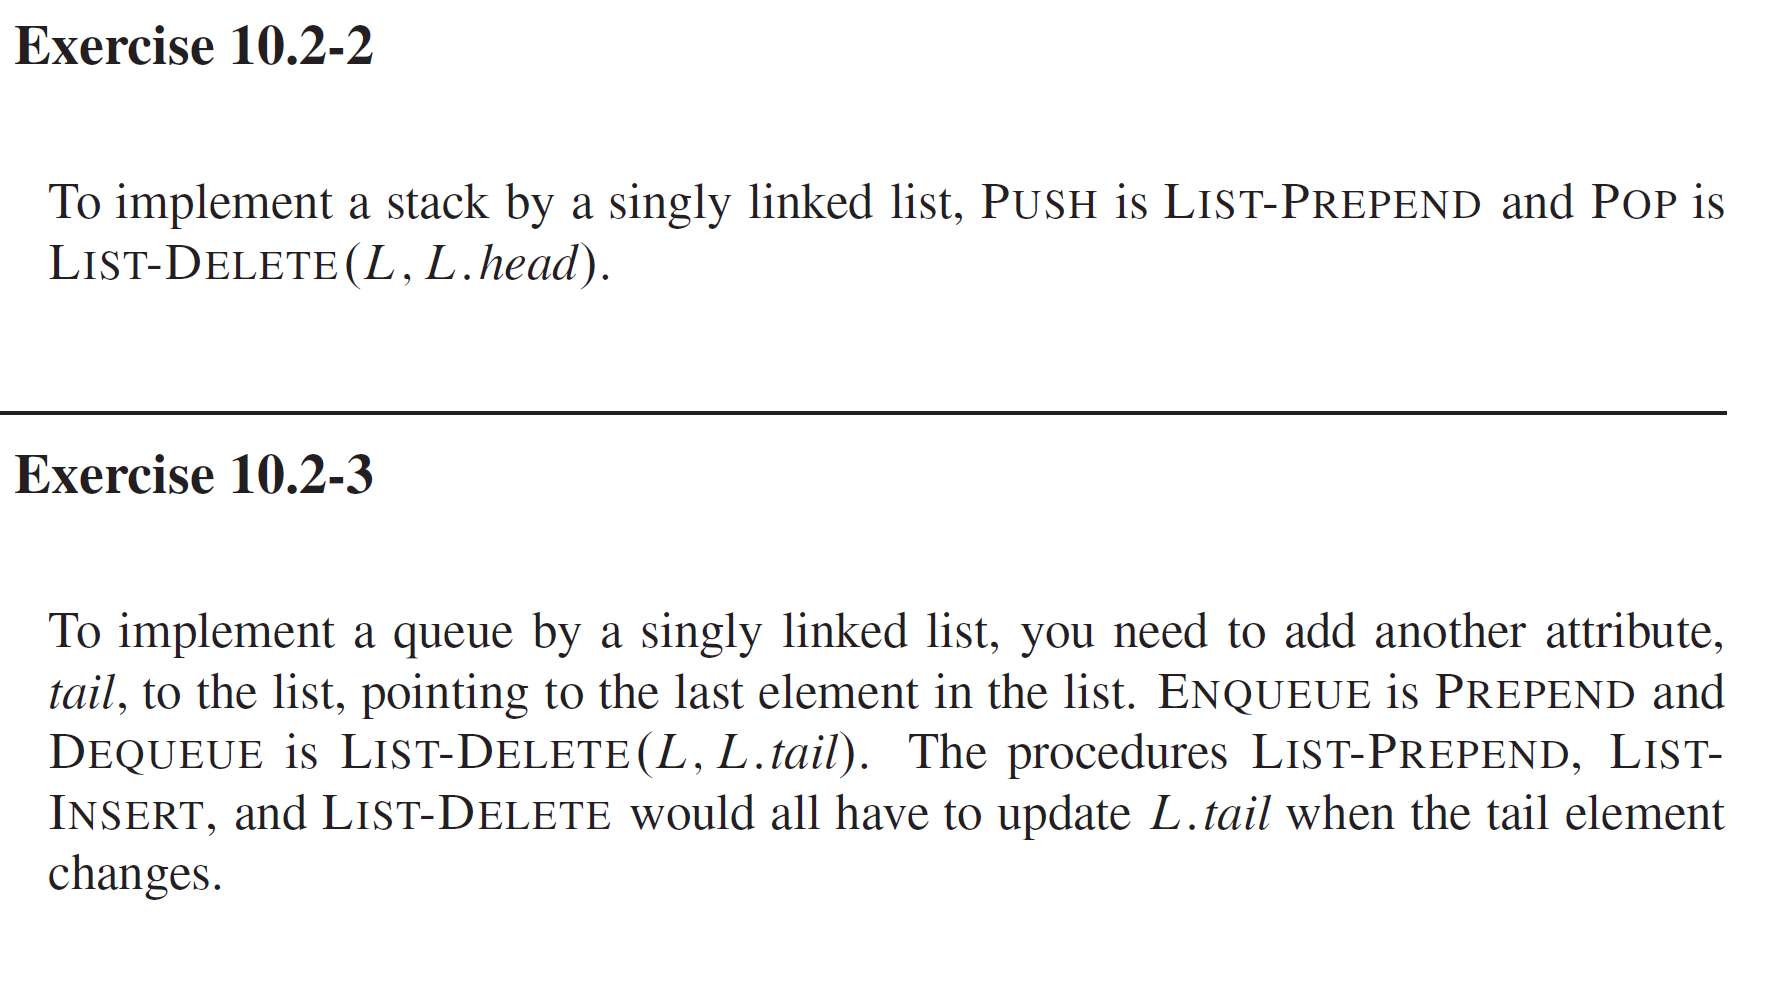 Exercise 10.2-2
To implement a stack by a singly linked list, PUSH is LIST-PREPEND and POP is
LIST-DELETE(L, L.head).
Exercise 10.2-3
To implement a queue by a singly linked list, you need to add another attribute,
tail, to the list, pointing to the last element in the list. ENQUEUE is PREPEND and
DEQUEUE is LIST-DELETE(L, L.tail). The procedures LIST-PREPEND, LIST-
INSERT, and LIST-DELETE would all have to update L.tail when the tail element
changes.